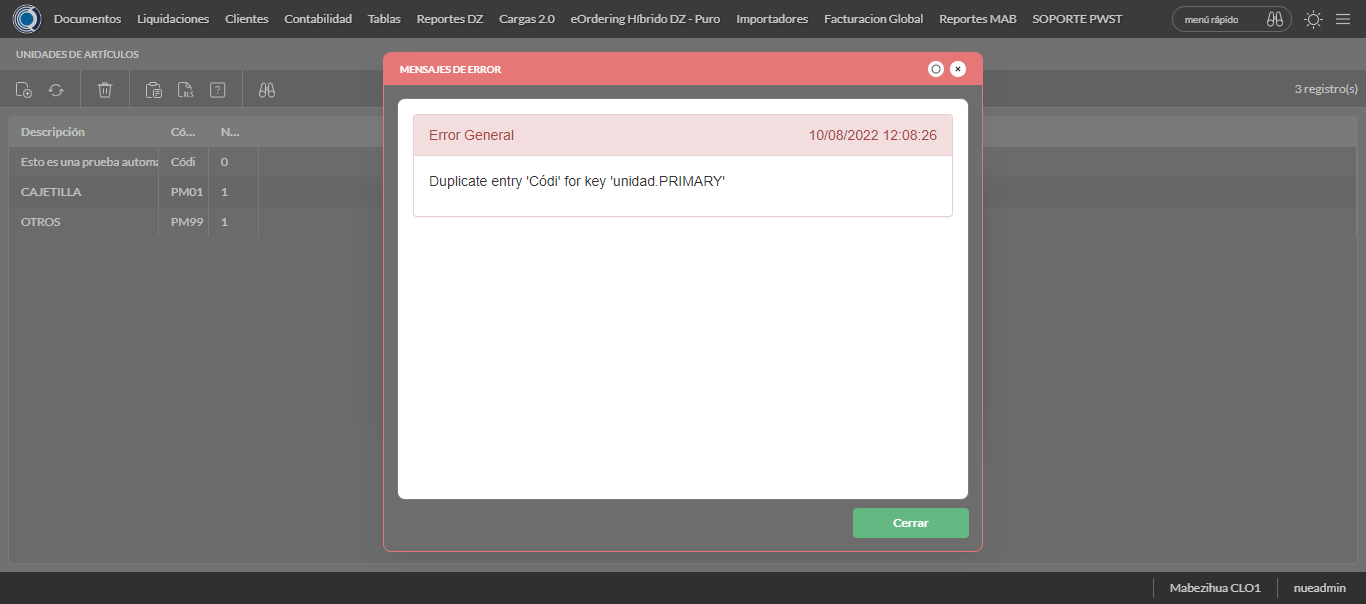 Documentos Liquidaciones Clientes Contabilidad Tablas Reportes DZ Cargas 2.0 eOrdering Híbrido DZ - Puro Importadores Facturacion Global Reportes MAB SOPORTE PWST menú rápido
UNIDADES DE ARTÍCULOS
MENSAJES DE ERROR
XLS ?
3 registro(s)
Descripción Có... N...
Error General 10/08/2022 12:08:26
Esto es una prueba automá Códi 0
Duplicate entry 'Códi' for key 'unidad.PRIMARY'
CAJETILLA PM01 1
OTROS PM99 1
Cerrar
Mabezihua CLO1 nueadmin